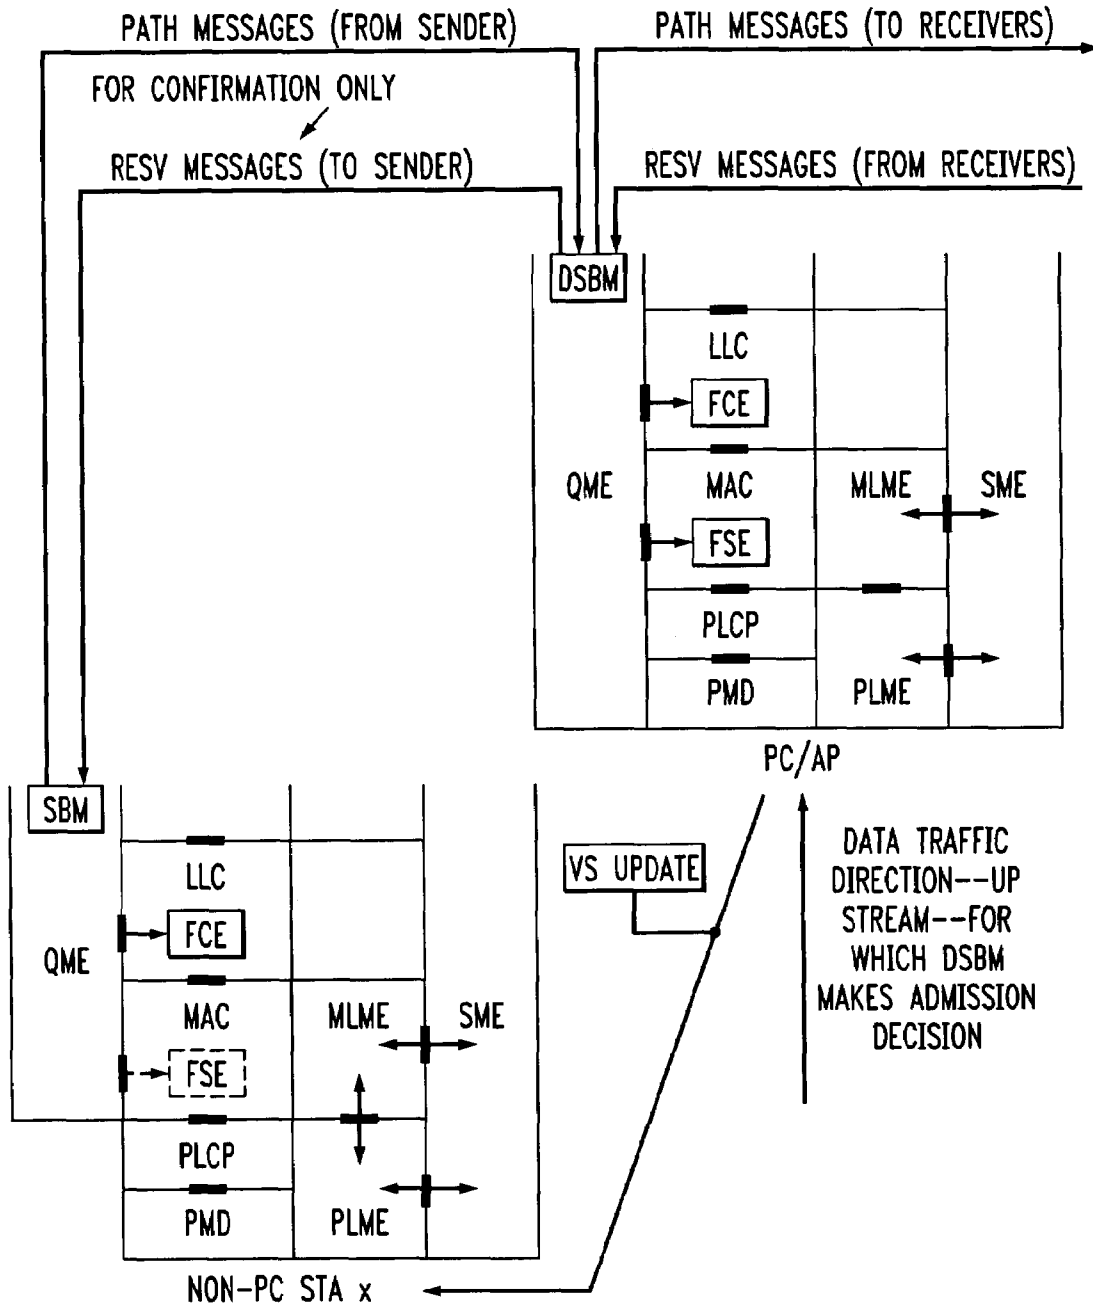 PATH MESSAGES (FROM SENDER)
PATH MESSAGES (TO RECEIVERS)
FOR CONFIRMATION ONLY
RESV MESSAGES (TO SENDER)
RESV MESSAGES (FROM RECEIVERS)
DSBM
LLC
FCE
QME
MAC
MLME
SME
FSE
PLCP
PMD
PLME
PC/AP
SBM
LLC
FCE
QME
MAC
MLME
SME
FSE
PLCP
PMD
PLME
NON-PC STA x
VS UPDATE
DATA TRAFFIC
DIRECTION--UP
STREAM--FOR
WHICH DSBM
MAKES ADMISSION
DECISION